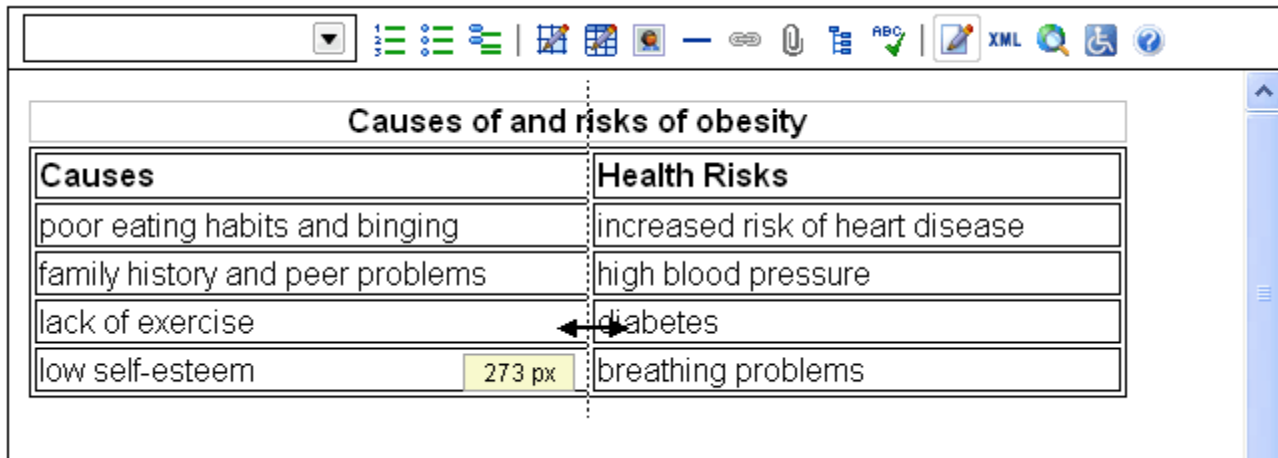 ABC XML ?
Causes of and risks of obesity
Causes Health Risks
poor eating habits and binging increased risk of heart disease
family history and peer problems high blood pressure
lack of exercise diabetes
low self-esteem 273 px breathing problems